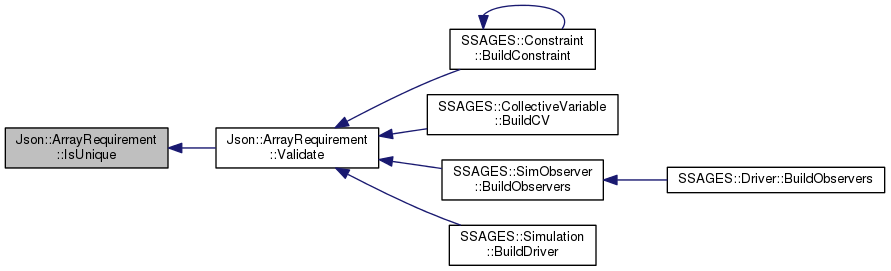 Json::ArrayRequirement
::IsUnique
Json::ArrayRequirement
::Validate
SSAGES::Constraint
::BuildConstraint
SSAGES::CollectiveVariable
::BuildCV
SSAGES::SimObserver
::BuildObservers
SSAGES::Simulation
::BuildDriver
SSAGES::Driver::BuildObservers